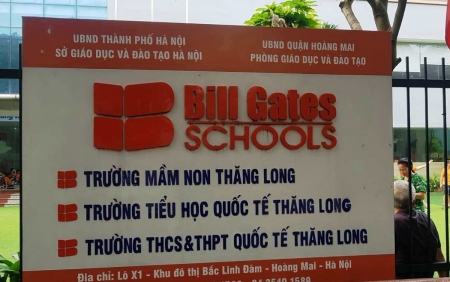 UBND THÀNH PHỐ HÀ NỘI
SỞ GIÁO DỤC VÀ ĐÀO TẠO HÀ NỘI
UBND QUẬN HOÀNG MAI
PHÒNG GIÁO DỤC VÀ ĐÀO TẠO
Bill Gates
SCHOOLS
TRƯỜNG MẦM NON THĂNG LONG
TRƯỜNG TIỂU HỌC QUỐC TẾ THĂNG LONG
TRƯỜNG THCS&THPT QUỐC TẾ THĂNG LONG
Địa chỉ: Lô X1 - Khu đô thị Bắc Linh Đàm - Hoàng Mai - Hà Nội